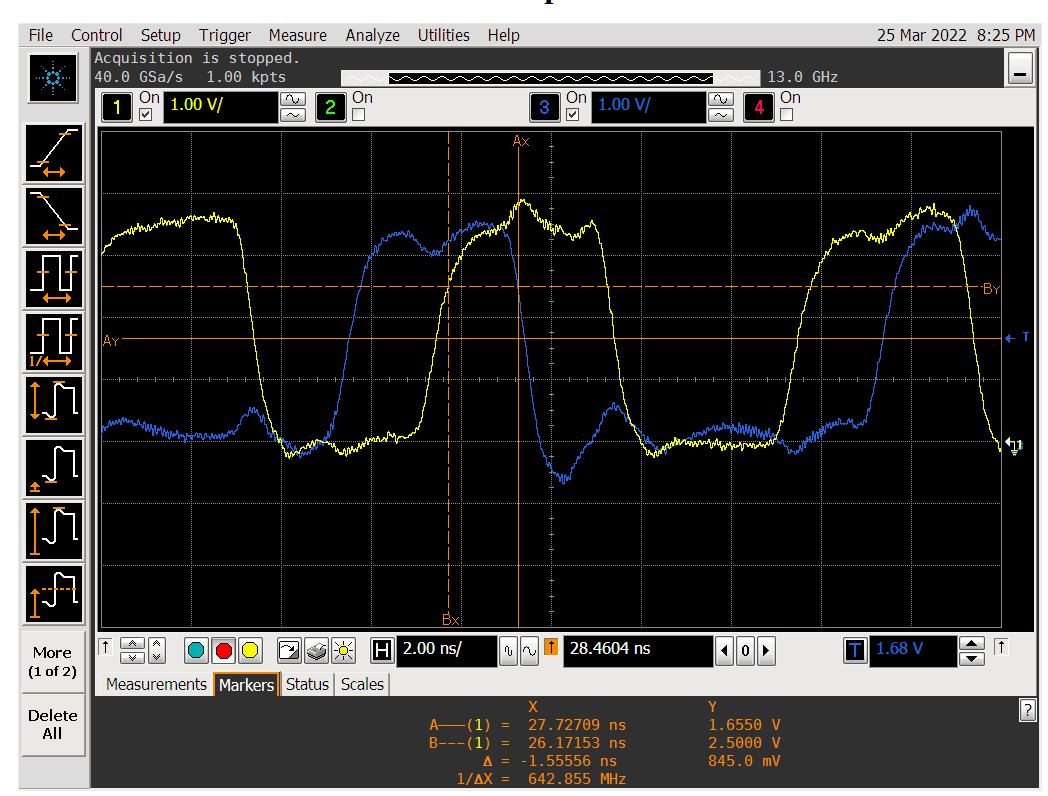 File Control Setup Trigger Measure Analyze Utilities Help 25 Mar 2022 8:25 PM
Acquisition is stopped.
40.0 GSa/s 1.00 kpts 13.0 GHz
1 On 1.00 V/ 2 On 3 On 1.00 V/ 4 On
Ax
By
Ay
T
1
1/
Bx
More
(1 of 2)
Delete
All
H 2.00 ns/ 28.4604 ns 0 T 1.68 V
Measurements Markers Status Scales
?
X Y
A———(1) = 27.72709 ns 1.6550 V
B---(1) = 26.17153 ns 2.5000 V
Δ = -1.55556 ns 845.0 mV
1/ΔX = 642.855 MHz